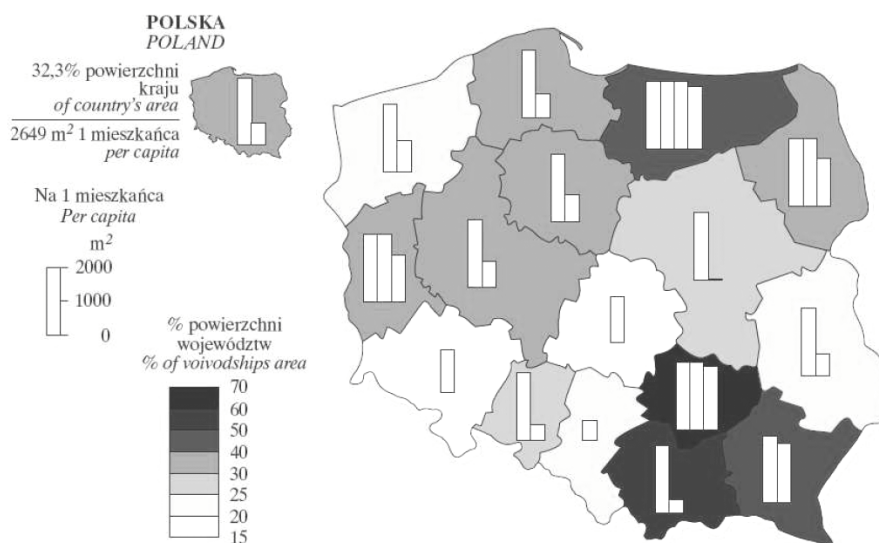 POLSKA
POLAND
32,3% powierzchni
kraju
of country's area
2649 m² 1 mieszkańca
per capita
Na 1 mieszkańca
Per capita
m²
2000
1000
0
% powierzchni
województw
% of voivodships area
70
60
50
40
30
25
20
15